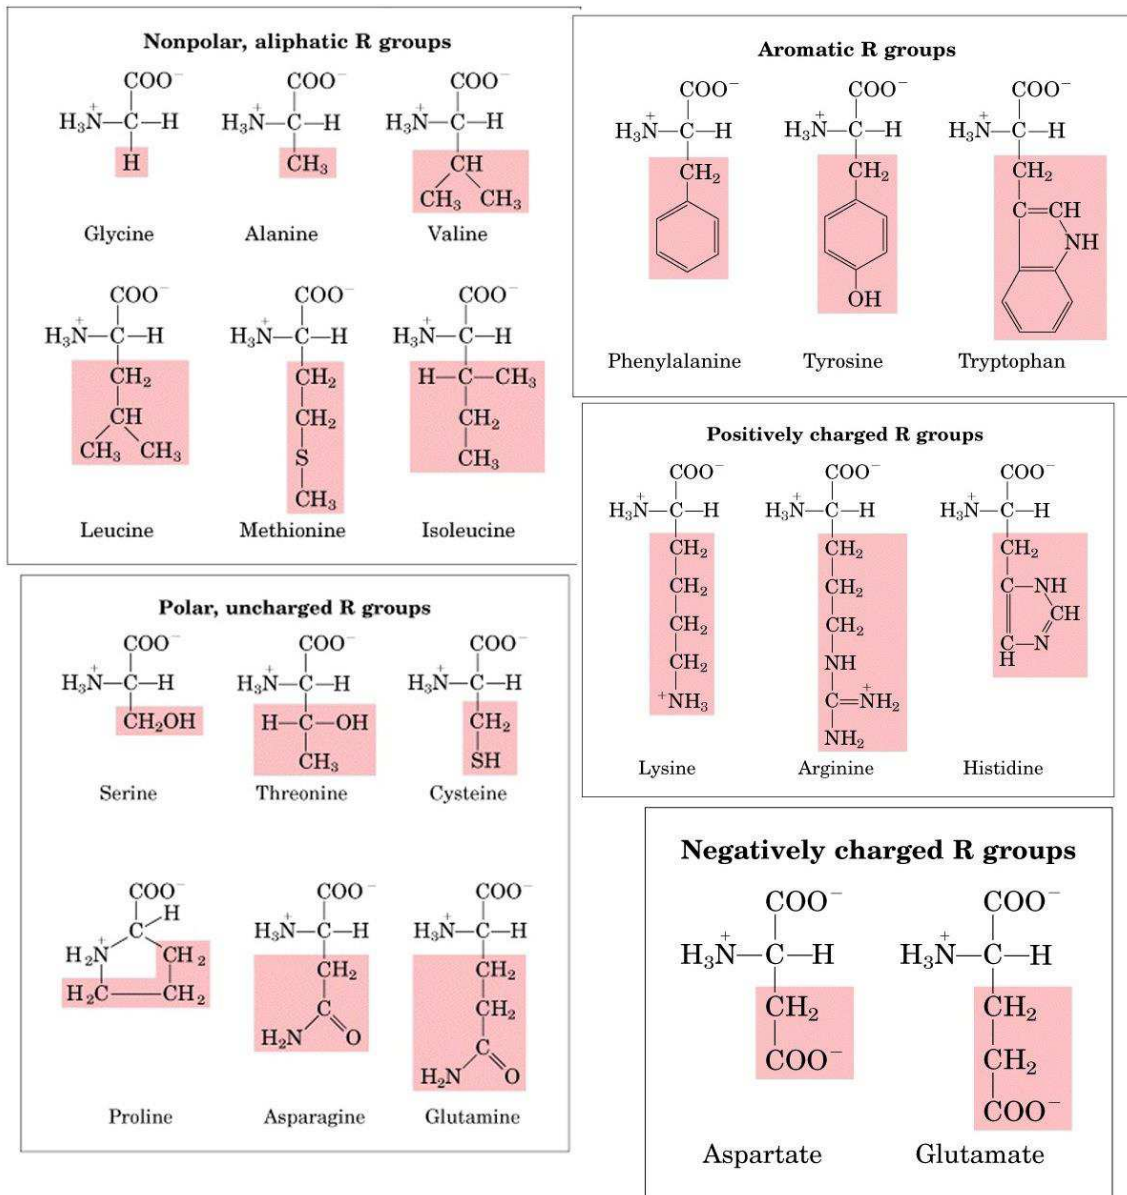 Nonpolar, aliphatic R groups
COO⁻ COO⁻ COO⁻
H₃N⁺—C—H H₃N⁺—C—H H₃N⁺—C—H
H CH₃ CH
CH₃ CH₃
Glycine Alanine Valine
COO⁻ COO⁻ COO⁻
H₃N⁺—C—H H₃N⁺—C—H H₃N⁺—C—H
CH₂ CH₂ H—C—CH₃
CH CH₂ CH₂
CH₃ CH₃ S CH₃
CH₃
Leucine Methionine Isoleucine
Aromatic R groups
COO⁻ COO⁻ COO⁻
H₃N⁺—C—H H₃N⁺—C—H H₃N⁺—C—H
CH₂ CH₂ CH₂
C=CH
NH
OH
Phenylalanine Tyrosine Tryptophan
Positively charged R groups
COO⁻ COO⁻ COO⁻
H₃N⁺—C—H H₃N⁺—C—H H₃N⁺—C—H
CH₂ CH₂ CH₂
CH₂ CH₂ C—NH
CH₂ CH₂ CH
CH₂ NH C—N
H
⁺NH₃ C=N⁺H₂
NH₂
Lysine Arginine Histidine
Polar, uncharged R groups
COO⁻ COO⁻ COO⁻
H₃N⁺—C—H H₃N⁺—C—H H₃N⁺—C—H
CH₂OH H—C—OH CH₂
CH₃ SH
Serine Threonine Cysteine
COO⁻ COO⁻ COO⁻
C H H₃N⁺—C—H H₃N⁺—C—H
H₂N⁺ CH₂ CH₂ CH₂
H₂C—CH₂ C CH₂
H₂N O C
H₂N O
Proline Asparagine Glutamine
Negatively charged R groups
COO⁻ COO⁻
H₃N⁺—C—H H₃N⁺—C—H
CH₂ CH₂
COO⁻ CH₂
COO⁻
Aspartate Glutamate